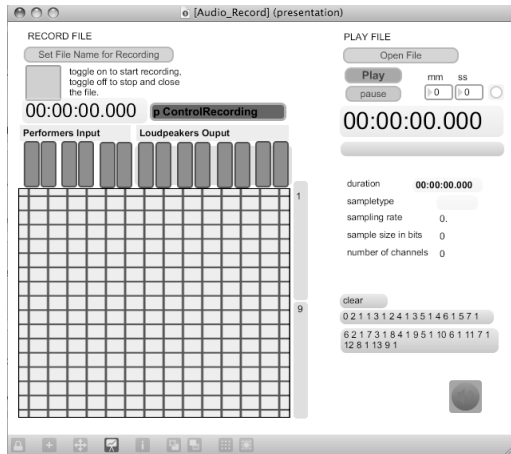 [Audio_Record] (presentation)
RECORD FILE
Set File Name for Recording
toggle on to start recording,
toggle off to stop and close
the file.
00:00:00.000
p ControlRecording
Performers Input
Loudpeakers Ouput
1
9
PLAY FILE
Open File
Play
mm ss
pause
0
0
00:00:00.000
duration 00:00:00.000
sampletype
sampling rate 0.
sample size in bits 0
number of channels 0
clear
0 2 1 1 3 1 2 4 1 3 5 1 4 6 1 5 7 1
6 2 1 7 3 1 8 4 1 9 5 1 10 6 1 11 7 1
12 8 1 13 9 1